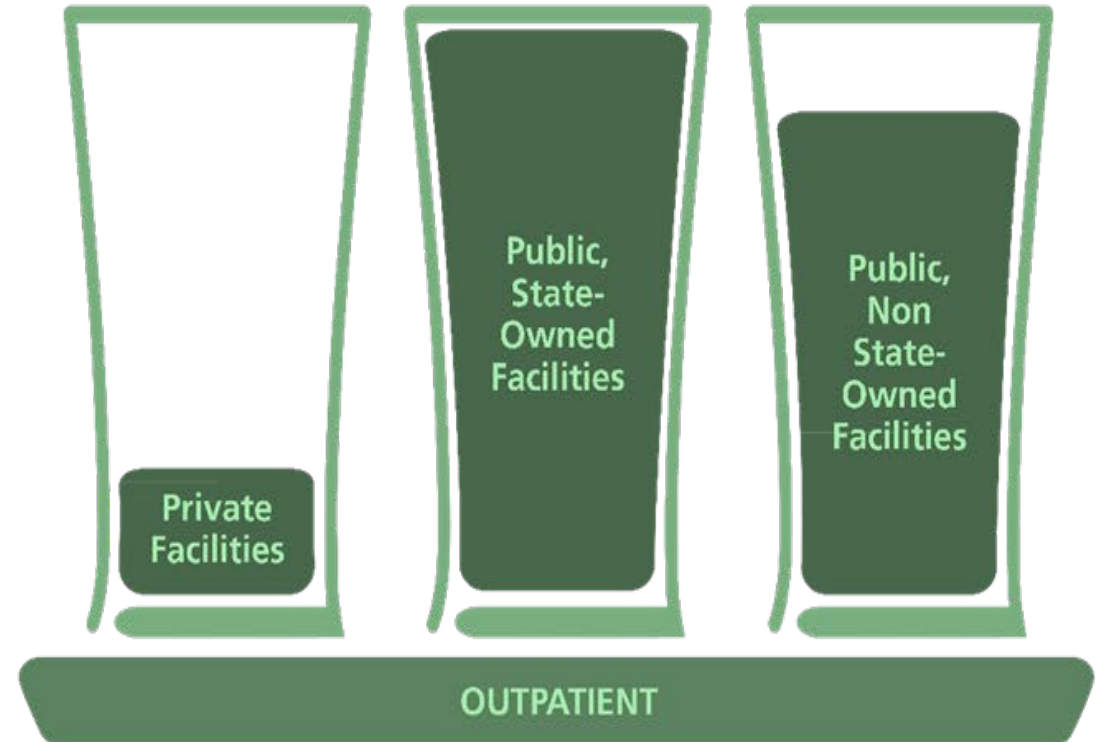 Private
Facilities
Public,
State-
Owned
Facilities
Public,
Non
State-
Owned
Facilities
OUTPATIENT